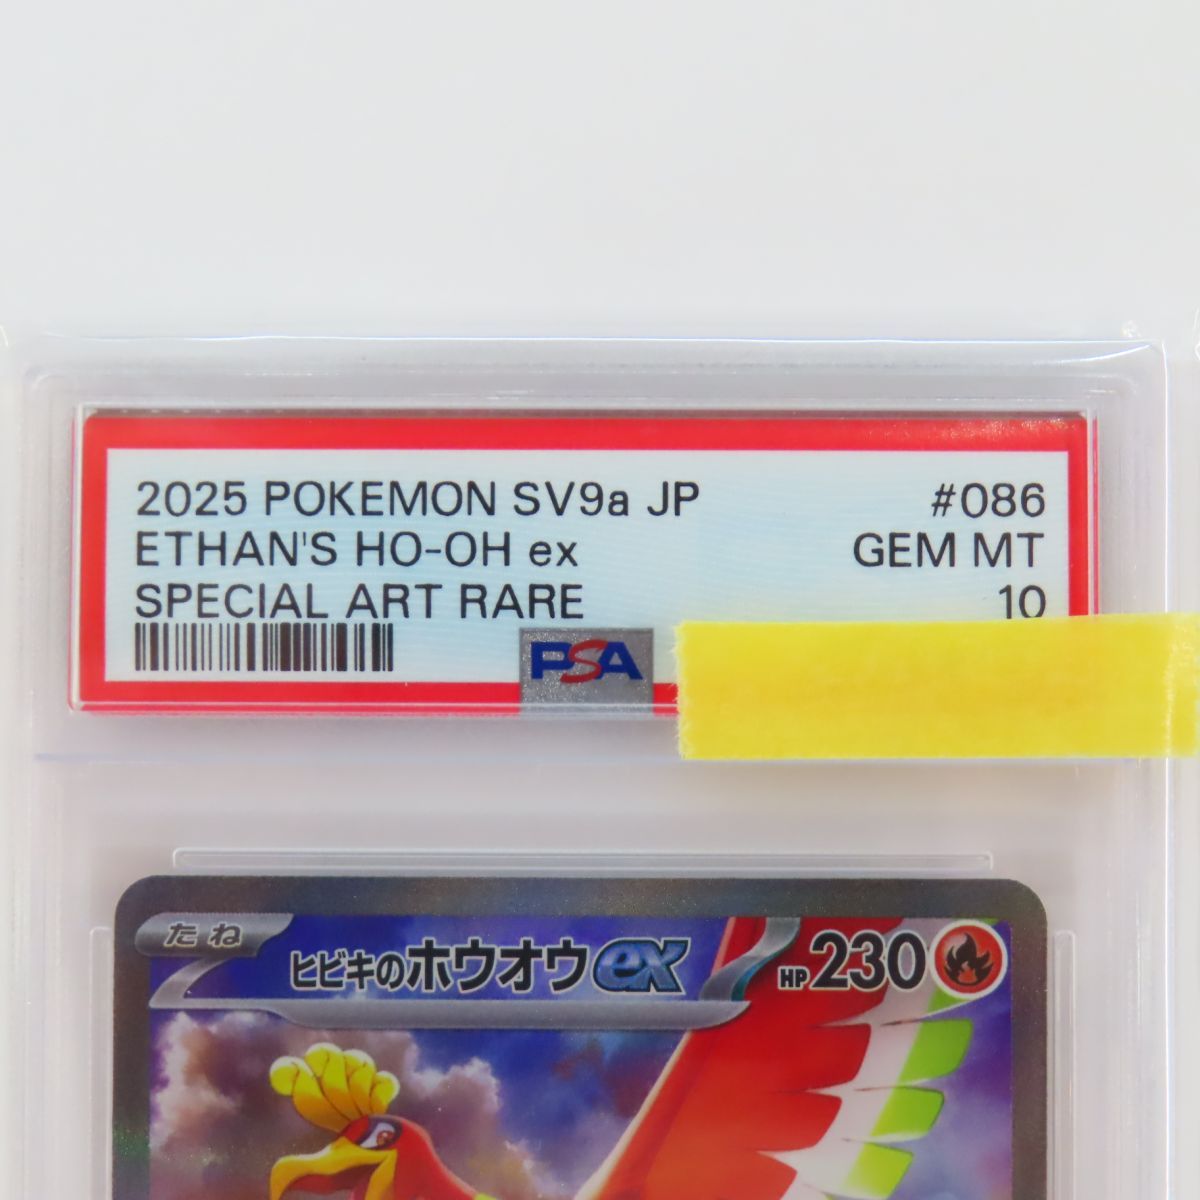 2025 POKEMON SV9a JP #086
ETHAN'S HO-OH ex GEM MT
SPECIAL ART RARE 10
PSA
たね ヒビキのホウオウex HP230